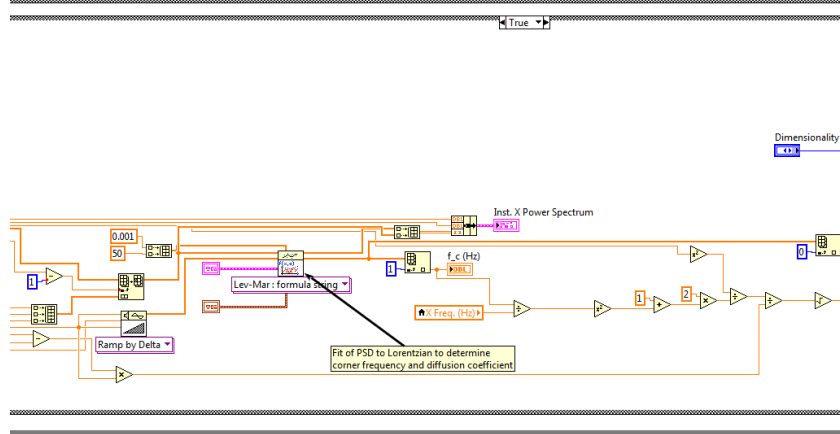 True
Dimensionality
Inst. X Power Spectrum
0.001
50
f_c (Hz)
0
1
1
Lev-Mar : formula string
X Freq. (Hz)
1
2
Ramp by Delta
Fit of PSD to Lorentzian to determine
corner frequency and diffusion coefficient